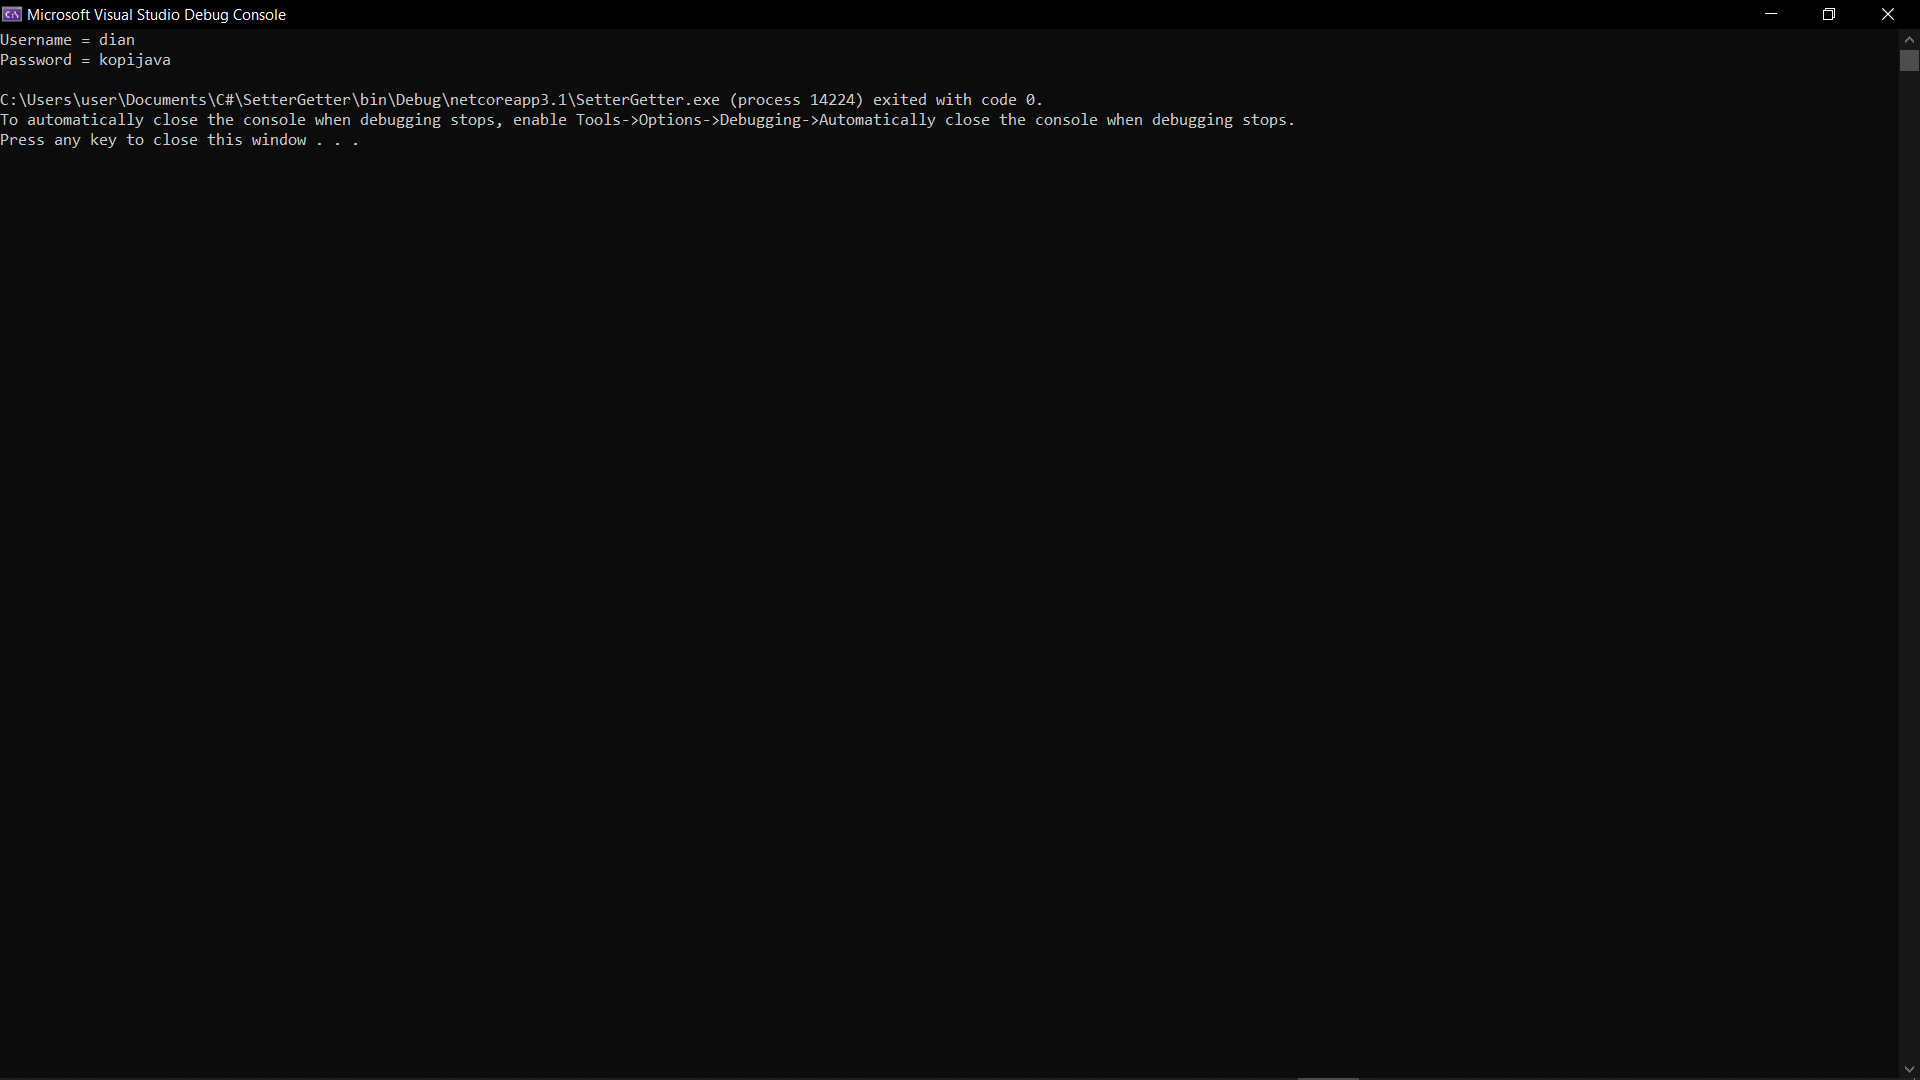 Microsoft Visual Studio Debug Console
Username = dian
Password = kopijava
C:\Users\user\Documents\C#\SetterGetter\bin\Debug\netcoreapp3.1\SetterGetter.exe (process 14224) exited with code 0.
To automatically close the console when debugging stops, enable Tools->Options->Debugging->Automatically close the console when debugging stops.
Press any key to close this window . . .